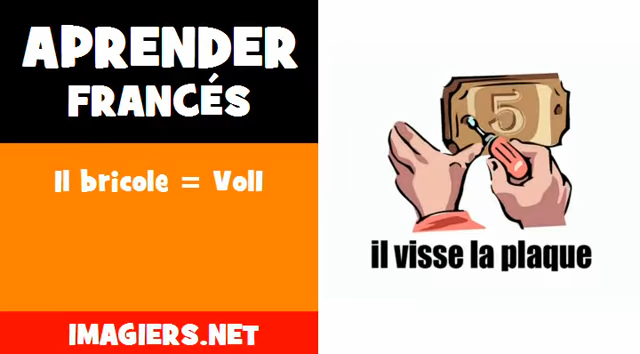 APRENDER
FRANCÉS
Il bricole = Voll
IMAGIERS.NET
5
il visse la plaque